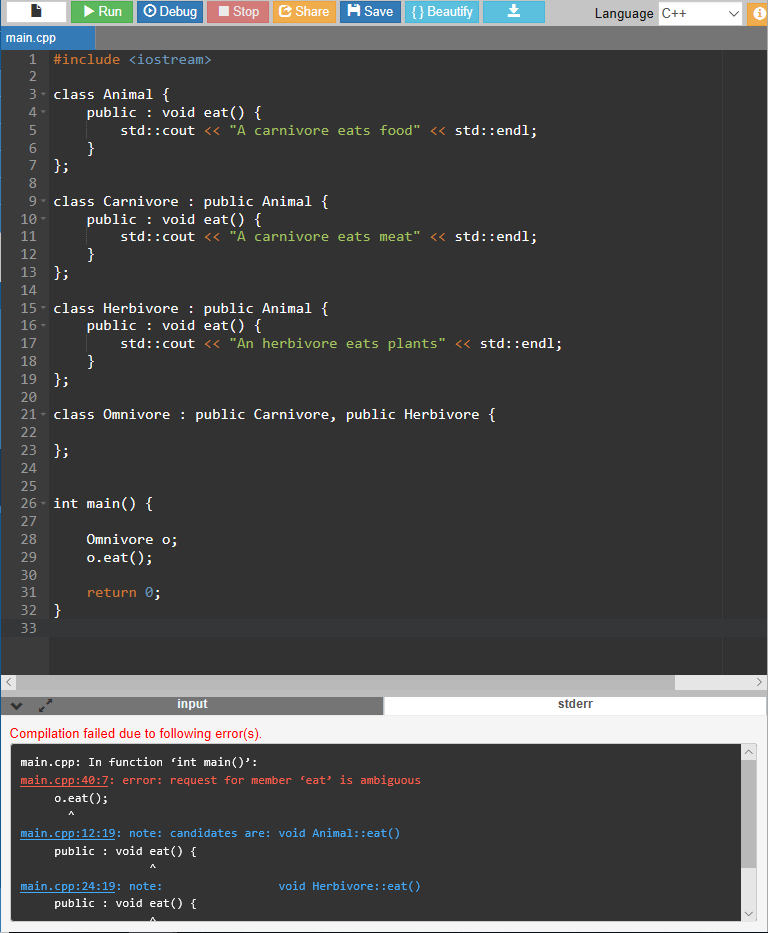 Run Debug Stop Share Save { } Beautify Language C++
main.cpp
1 #include <iostream>
2
3 class Animal {
4     public : void eat() {
5         std::cout << "A carnivore eats food" << std::endl;
6     }
7 };
8
9 class Carnivore : public Animal {
10     public : void eat() {
11         std::cout << "A carnivore eats meat" << std::endl;
12     }
13 };
14
15 class Herbivore : public Animal {
16     public : void eat() {
17         std::cout << "An herbivore eats plants" << std::endl;
18     }
19 };
20
21 class Omnivore : public Carnivore, public Herbivore {
22
23 };
24
25
26 int main() {
27
28     Omnivore o;
29     o.eat();
30
31     return 0;
32 }
33
input stderr
Compilation failed due to following error(s).
main.cpp: In function ‘int main()’:
main.cpp:40:7: error: request for member ‘eat’ is ambiguous
     o.eat();
       ^
main.cpp:12:19: note: candidates are: void Animal::eat()
     public : void eat() {
                   ^
main.cpp:24:19: note:                 void Herbivore::eat()
     public : void eat() {
                   ^